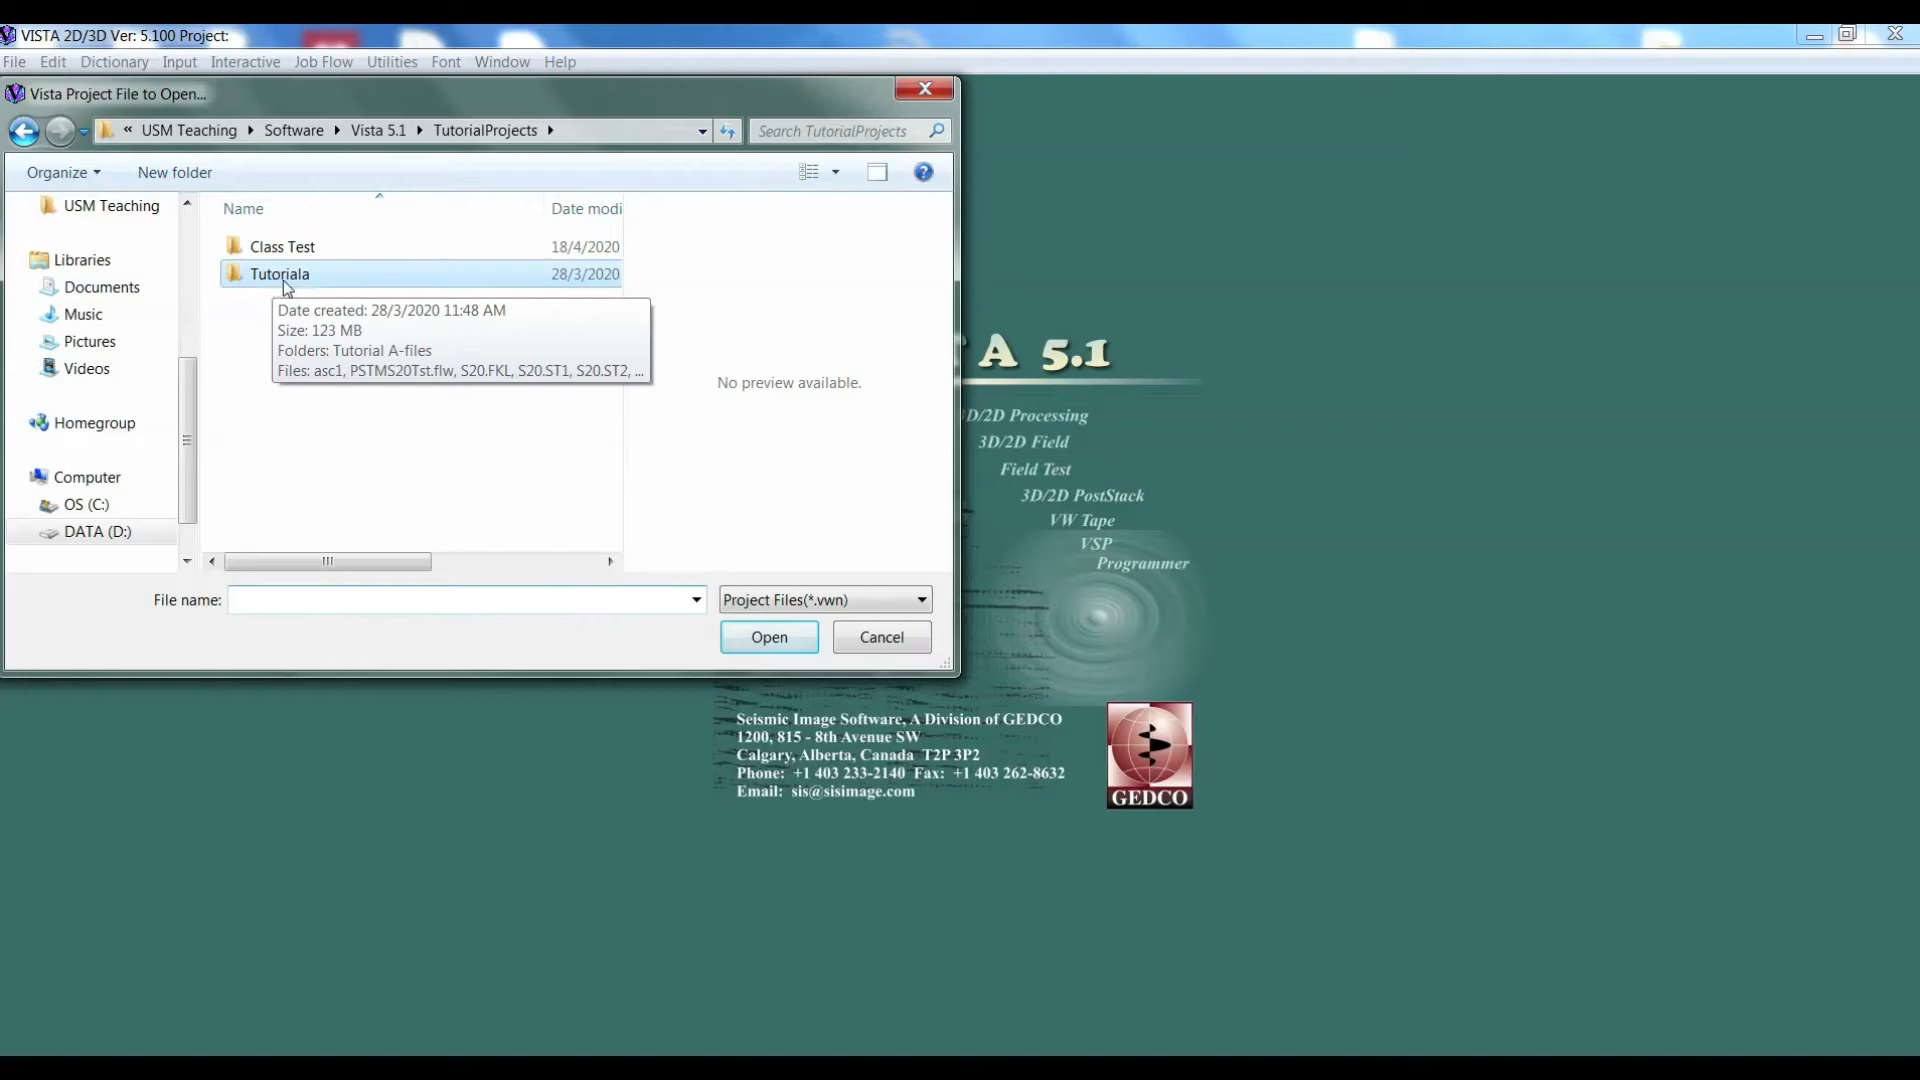 VISTA 2D/3D Ver: 5.100 Project:
File Edit Dictionary Input Interactive Job Flow Utilities Font Window Help
Vista Project File to Open...
« USM Teaching Software Vista 5.1 TutorialProjects
Search TutorialProjects
Organize New folder
USM Teaching
Libraries
Documents
Music
Pictures
Videos
Homegroup
Computer
OS (C:)
DATA (D:)
Name Date modi
Class Test 18/4/2020
Tutoriala 28/3/2020
Date created: 28/3/2020 11:48 AM
Size: 123 MB
Folders: Tutorial A-files
Files: asc1, PSTMS20Tst.flw, S20.FKL, S20.ST1, S20.ST2, ...
No preview available.
File name: Project Files(*.vwn)
Open Cancel
A 5.1
D/2D Processing
3D/2D Field
Field Test
3D/2D PostStack
VW Tape
VSP
Programmer
Seismic Image Software, A Division of GEDCO
1200, 815 - 8th Avenue SW
Calgary, Alberta, Canada T2P 3P2
Phone: +1 403 233-2140 Fax: +1 403 262-8632
Email: sis@sisimage.com
GEDCO